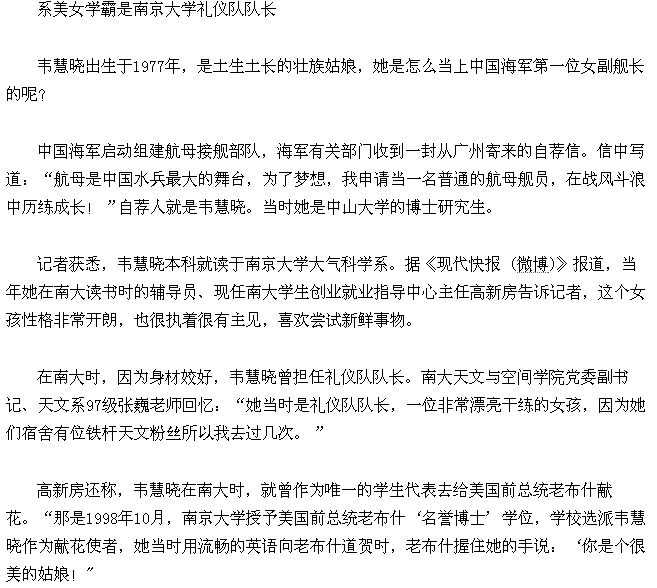 系美女学霸是南京大学礼仪队队长
韦慧晓出生于1977年，是土生土长的壮族姑娘，她是怎么当上中国海军第一位女副舰长
的呢？
中国海军启动组建航母接舰部队，海军有关部门收到一封从广州寄来的自荐信。信中写
道：“航母是中国水兵最大的舞台，为了梦想，我申请当一名普通的航母舰员，在战风斗浪
中历练成长！”自荐人就是韦慧晓。当时她是中山大学的博士研究生。
记者获悉，韦慧晓本科就读于南京大学大气科学系。据《现代快报（微博）》报道，当
年她在南大读书时的辅导员、现任南大学生创业就业指导中心主任高新房告诉记者，这个女
孩性格非常开朗，也很执着很有主见，喜欢尝试新鲜事物。
在南大时，因为身材姣好，韦慧晓曾担任礼仪队队长。南大天文与空间学院党委副书
记、天文系97级张巍老师回忆：“她当时是礼仪队队长，一位非常漂亮干练的女孩，因为她
们宿舍有位铁杆天文粉丝所以我去过几次。”
高新房还称，韦慧晓在南大时，就曾作为唯一的学生代表去给美国前总统老布什献
花。“那是1998年10月，南京大学授予美国前总统老布什‘名誉博士’学位，学校选派韦慧
晓作为献花使者，她当时用流畅的英语向老布什道贺时，老布什握住她的手说：‘你是个很
美的姑娘！”